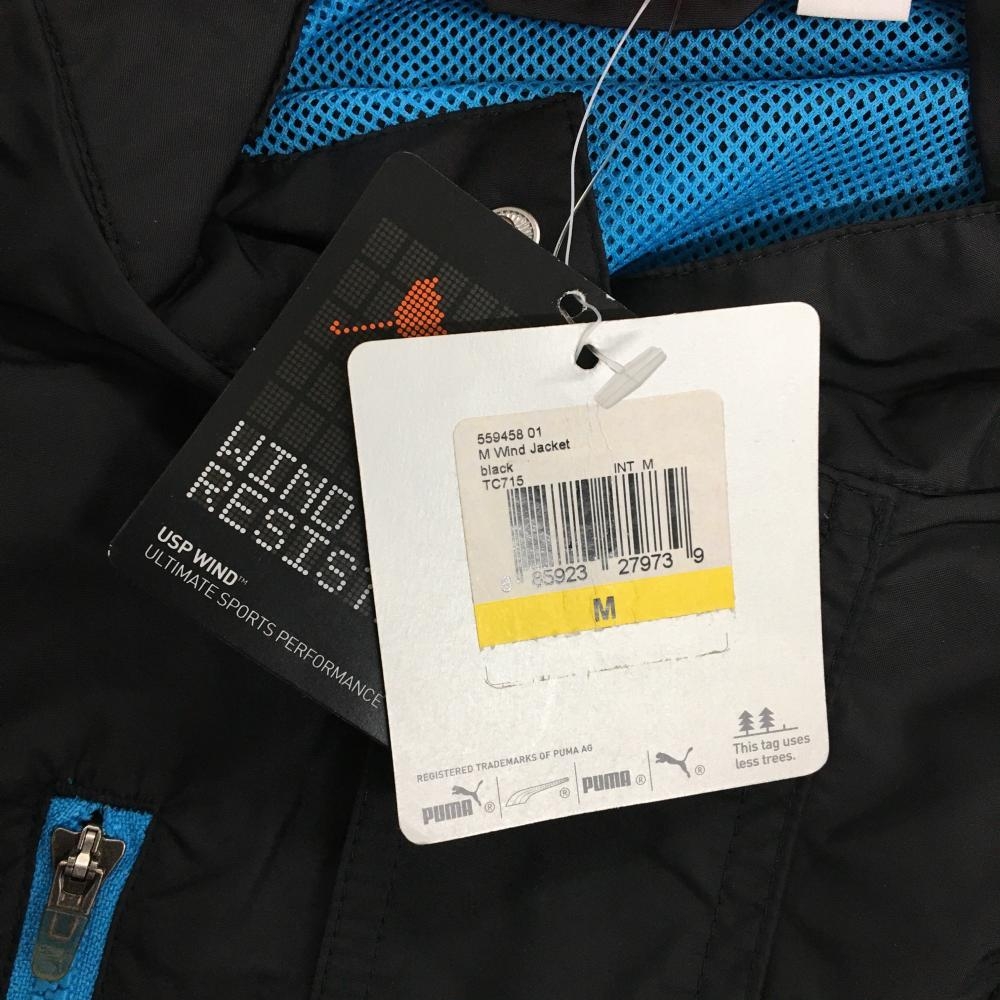 WIND
RESIST
USP WIND™
ULTIMATE SPORTS PERFORMANCE
559458 01
M Wind Jacket
black
TC715
INT M
8 85923 27973 9
M
This tag uses
less trees.
REGISTERED TRADEMARKS OF PUMA AG
PUMA® ® PUMA® ®